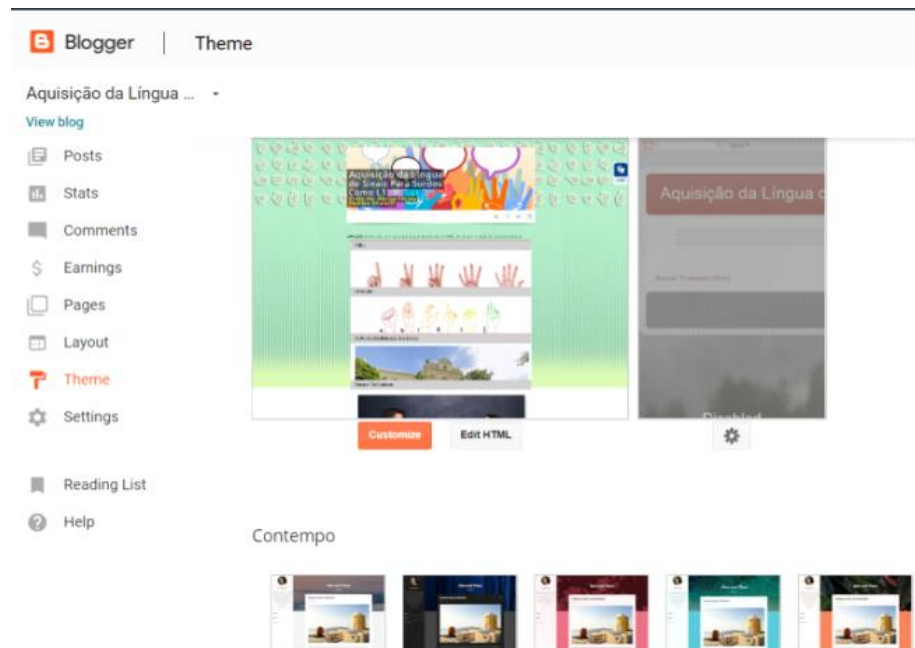 Blogger
Theme
Aquisição da Língua ...
View blog
Posts
Stats
Comments
Earnings
Pages
Layout
Theme
Settings
Reading List
Help
Aquisição da Língua
de Sinais Para Surdos
Como L1
Aquisição da Língua
Disabled
Customize
Edit HTML
Contempo